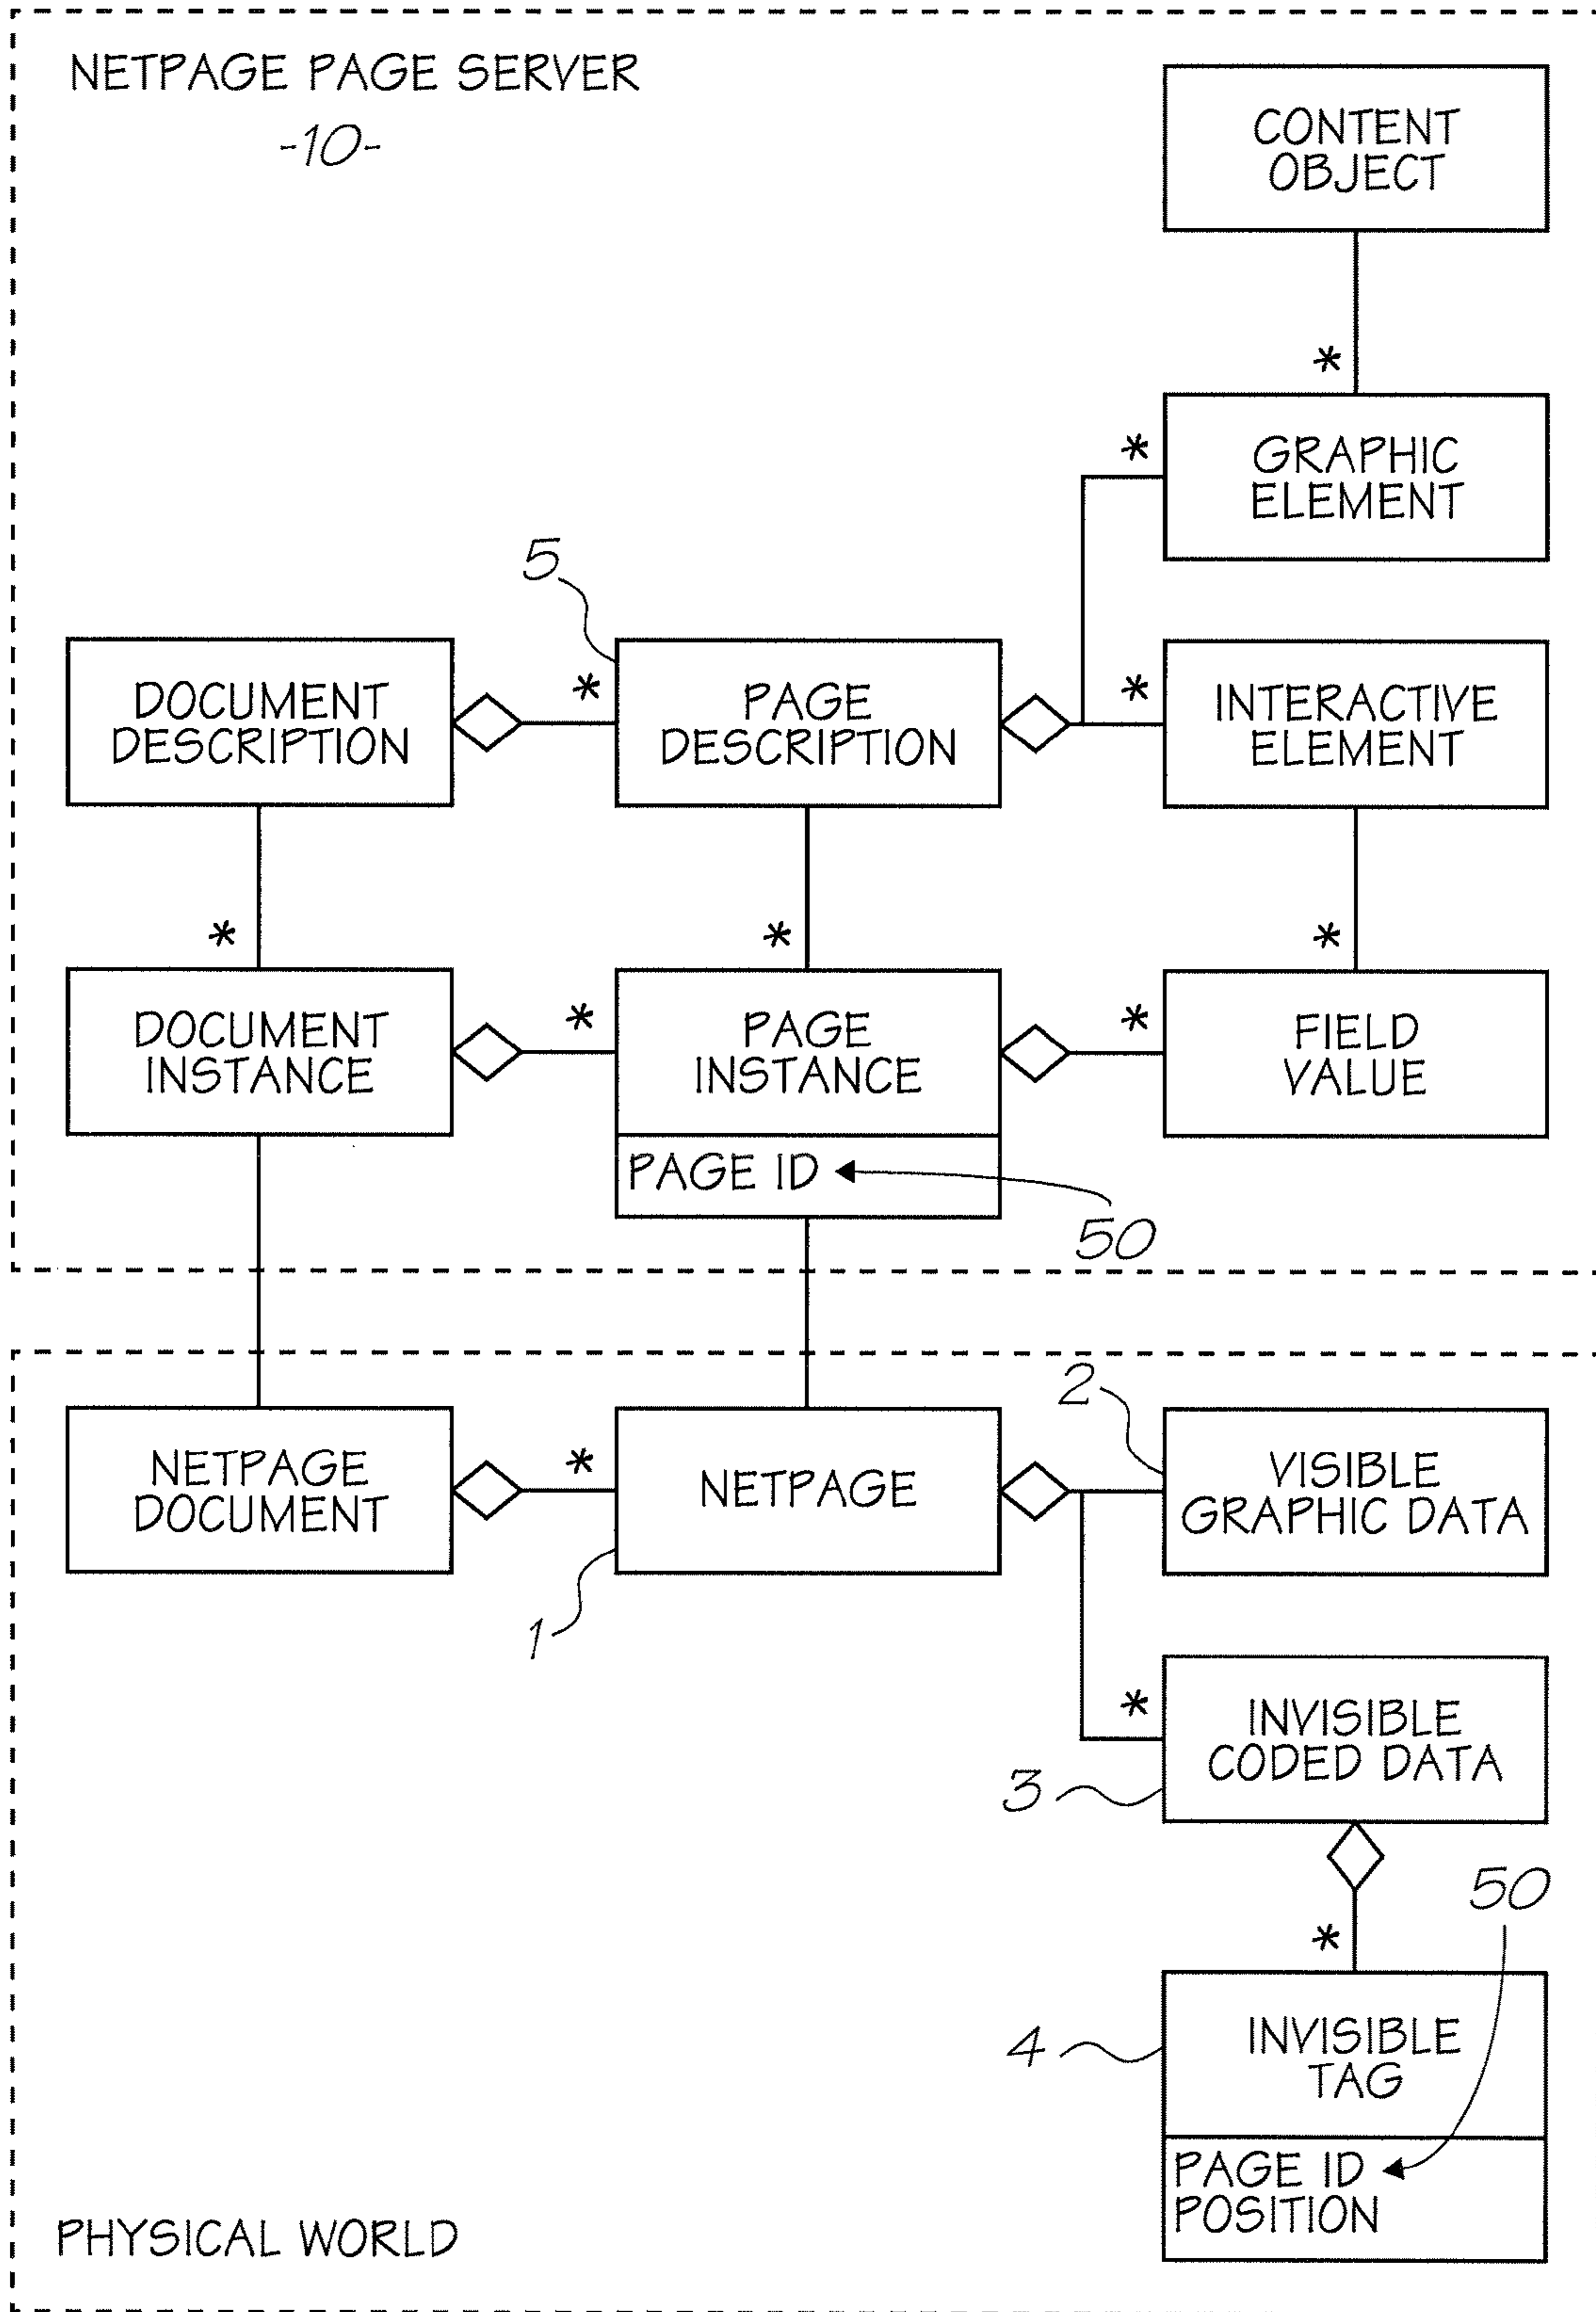 NETPAGE PAGE SERVER
-10-
CONTENT
OBJECT
*
*
GRAPHIC
ELEMENT
5
DOCUMENT
DESCRIPTION
*
PAGE
DESCRIPTION
*
INTERACTIVE
ELEMENT
*
*
*
DOCUMENT
INSTANCE
*
PAGE
INSTANCE
*
FIELD
VALUE
PAGE ID
50
2
NETPAGE
DOCUMENT
*
NETPAGE
VISIBLE
GRAPHIC DATA
1
*
INVISIBLE
CODED DATA
3
50
*
4
INVISIBLE
TAG
PAGE ID
POSITION
PHYSICAL WORLD